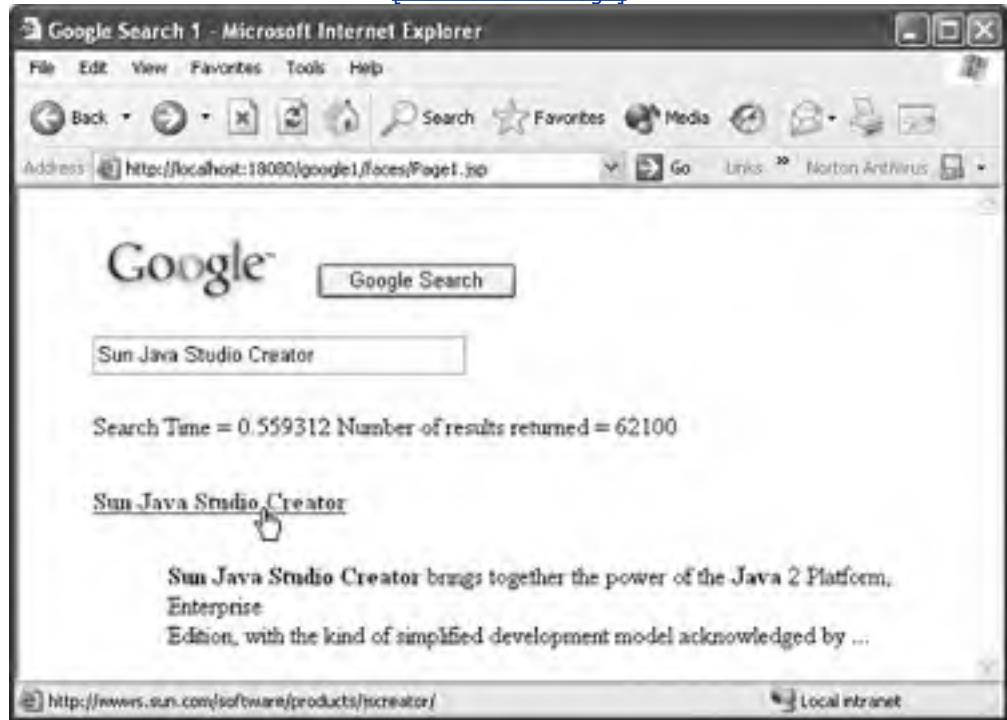 Google Search 1 - Microsoft Internet Explorer
File Edit View Favorites Tools Help
Back Search Favorites Media
Address http://localhost:18080/google1/faces/Page1.jsp Go Links » Norton AntiVirus
Google™ Google Search
Sun Java Studio Creator
Search Time = 0.559312 Number of results returned = 62100
Sun Java Studio Creator
Sun Java Studio Creator brings together the power of the Java 2 Platform,
Enterprise
Edition, with the kind of simplified development model acknowledged by ...
http://wwws.sun.com/software/products/jscreator/ Local intranet